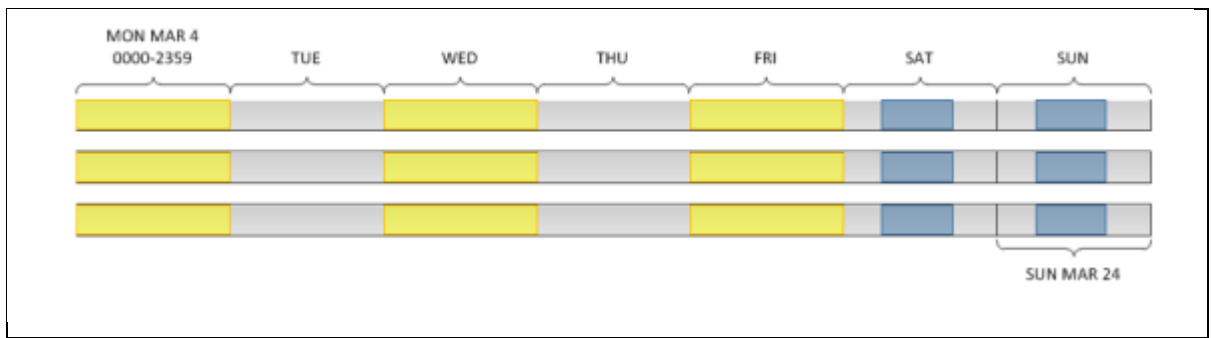 MON MAR 4
0000-2359
TUE
WED
THU
FRI
SAT
SUN
SUN MAR 24